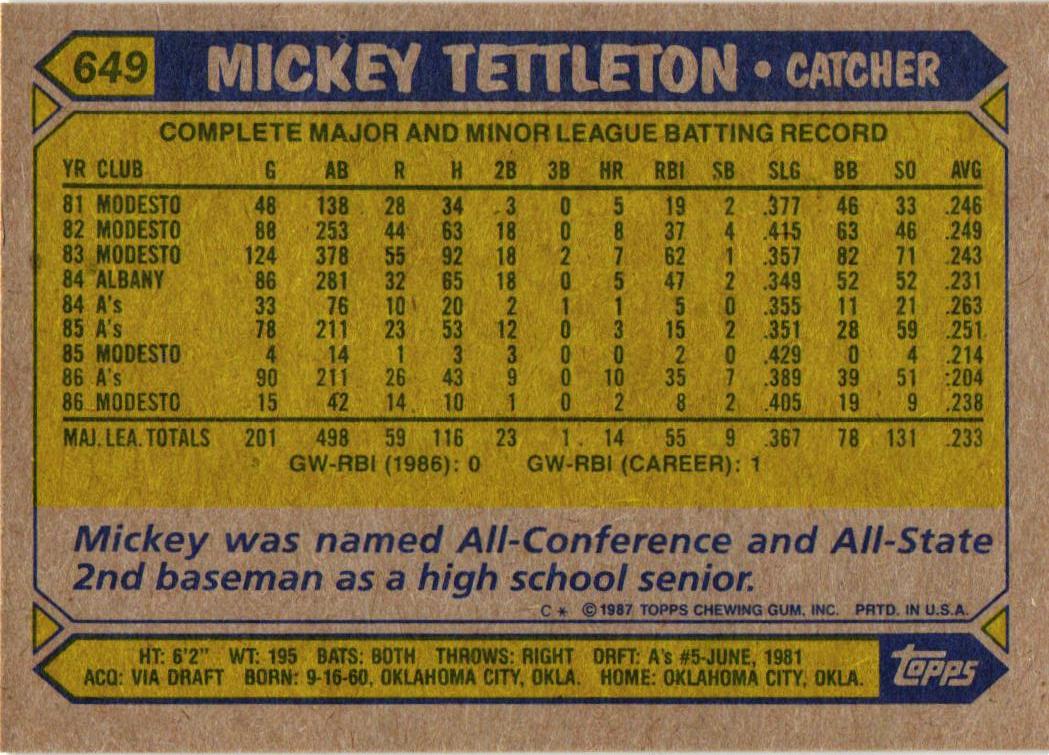 649 MICKEY TETTLETON • CATCHER
COMPLETE MAJOR AND MINOR LEAGUE BATTING RECORD
YR CLUB G AB R H 2B 3B HR RBI SB SLG BB SO AVG
81 MODESTO 48 138 28 34 3 0 5 19 2 .377 46 33 .246
82 MODESTO 88 253 44 63 18 0 8 37 4 .415 63 46 .249
83 MODESTO 124 378 55 92 18 2 7 62 1 .357 82 71 .243
84 ALBANY 86 281 32 65 18 0 5 47 2 .349 52 52 .231
84 A's 33 76 10 20 2 1 1 5 0 .355 11 21 .263
85 A's 78 211 23 53 12 0 3 15 2 .351 28 59 .251
85 MODESTO 4 14 1 3 3 0 0 2 0 .429 0 4 .214
86 A's 90 211 26 43 9 0 10 35 7 .389 39 51 .204
86 MODESTO 15 42 14 10 1 0 2 8 2 .405 19 9 .238
MAJ. LEA. TOTALS 201 498 59 116 23 1 14 55 9 .367 78 131 .233
GW-RBI (1986): 0 GW-RBI (CAREER): 1
Mickey was named All-Conference and All-State
2nd baseman as a high school senior.
C* ©1987 TOPPS CHEWING GUM, INC. PRTD. IN U.S.A.
HT: 6'2" WT: 195 BATS: BOTH THROWS: RIGHT DRFT: A's #5-JUNE, 1981
ACQ: VIA DRAFT BORN: 9-16-60, OKLAHOMA CITY, OKLA. HOME: OKLAHOMA CITY, OKLA.
Topps